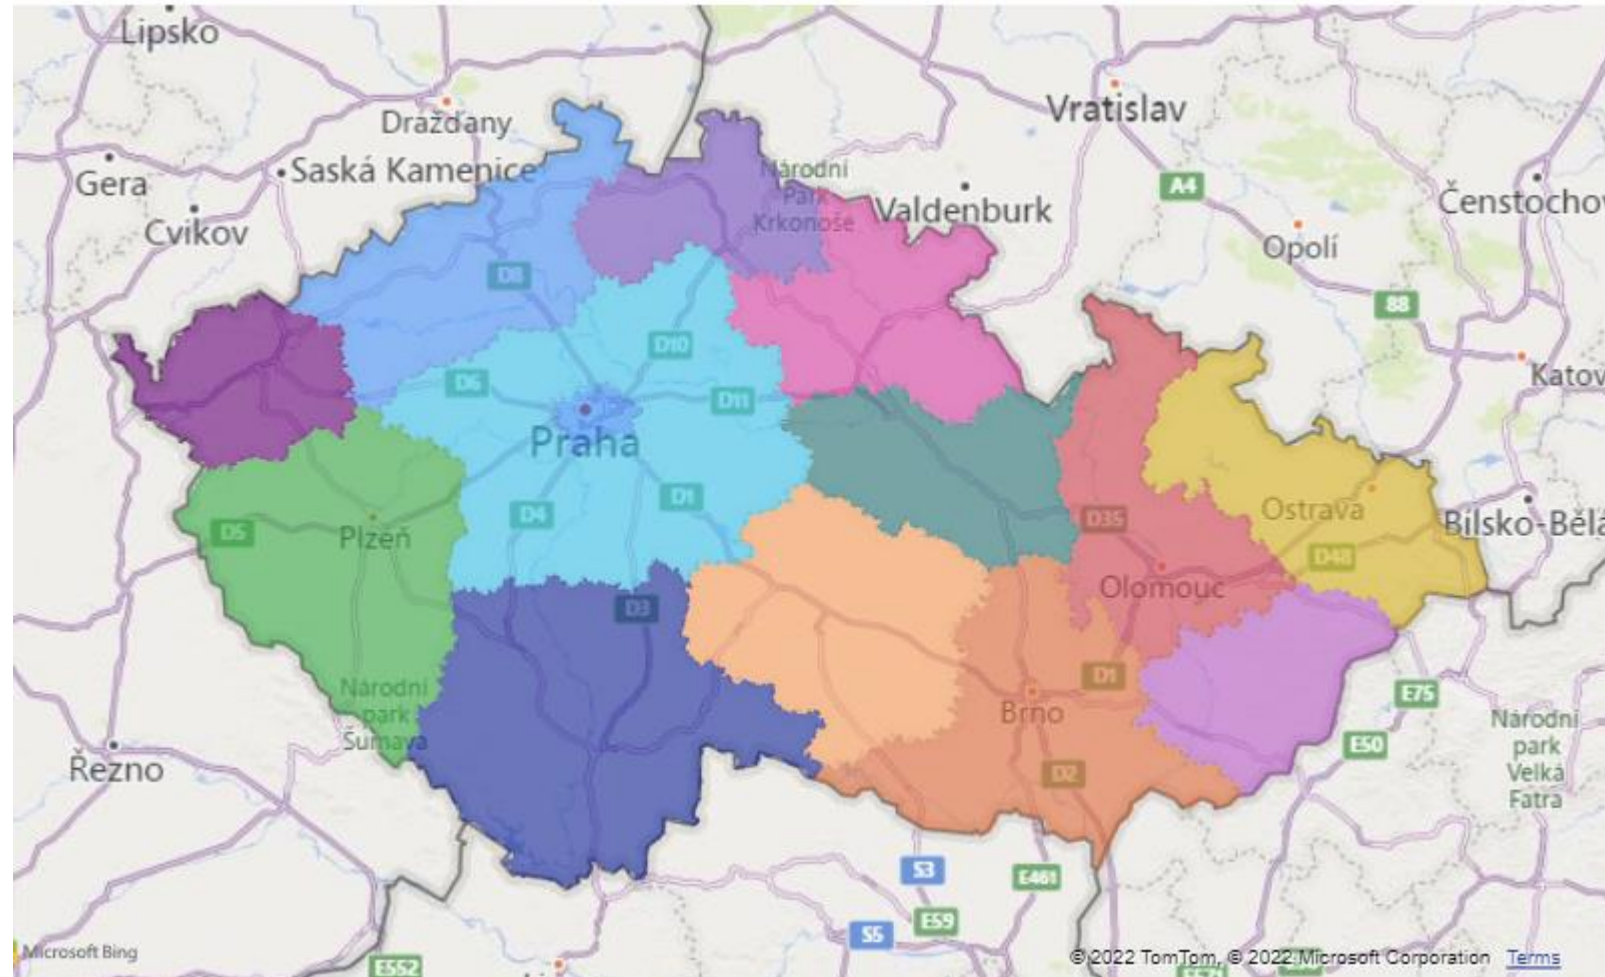 Lipsko
Drážďany
Vratislav
Gera
Saská Kamenice
Národní
Park
Krkonoše
Valdenburk
A4
Čenstochov
Cvikov
Opolí
D8
88
D10
Katov
D6
D11
Praha
D1
D4
D5
Plzeň
D35
Ostrava
Bílsko-Bělá
D48
Olomouc
D3
Národní
park
Šumava
D1
Brno
E75
Národní
park
Velká
Fatra
E50
Řezno
D2
S3
E461
E59
S5
Microsoft Bing
E552
© 2022 TomTom, © 2022 Microsoft Corporation Terms